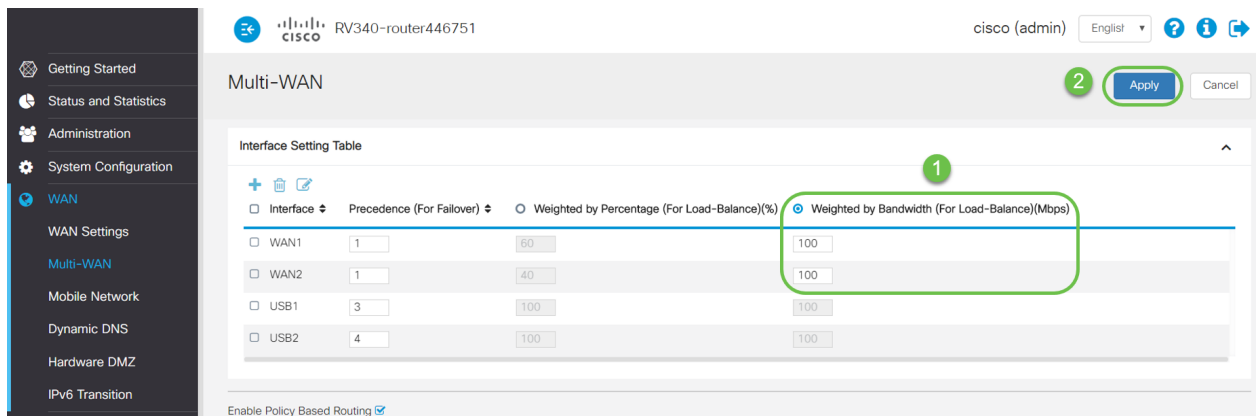 cisco RV340-router446751
cisco (admin) English
Getting Started
Status and Statistics
Administration
System Configuration
WAN
WAN Settings
Multi-WAN
Mobile Network
Dynamic DNS
Hardware DMZ
IPv6 Transition
Multi-WAN
2 Apply Cancel
Interface Setting Table
1
Interface Precedence (For Failover) Weighted by Percentage (For Load-Balance)(%) Weighted by Bandwidth (For Load-Balance)(Mbps)
WAN1 1 60 100
WAN2 1 40 100
USB1 3 100 100
USB2 4 100 100
Enable Policy Based Routing